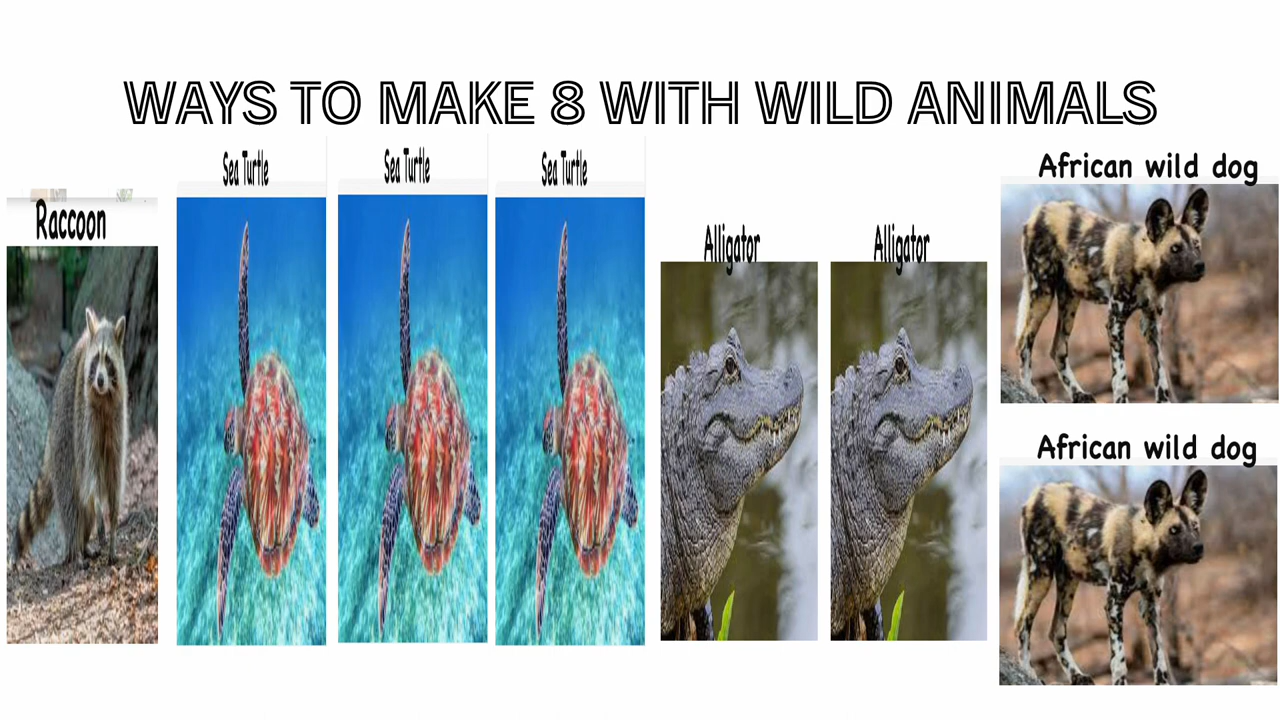 WAYS TO MAKE 8 WITH WILD ANIMALS
Raccoon
Sea Turtle
Sea Turtle
Sea Turtle
Alligator
Alligator
African wild dog
African wild dog